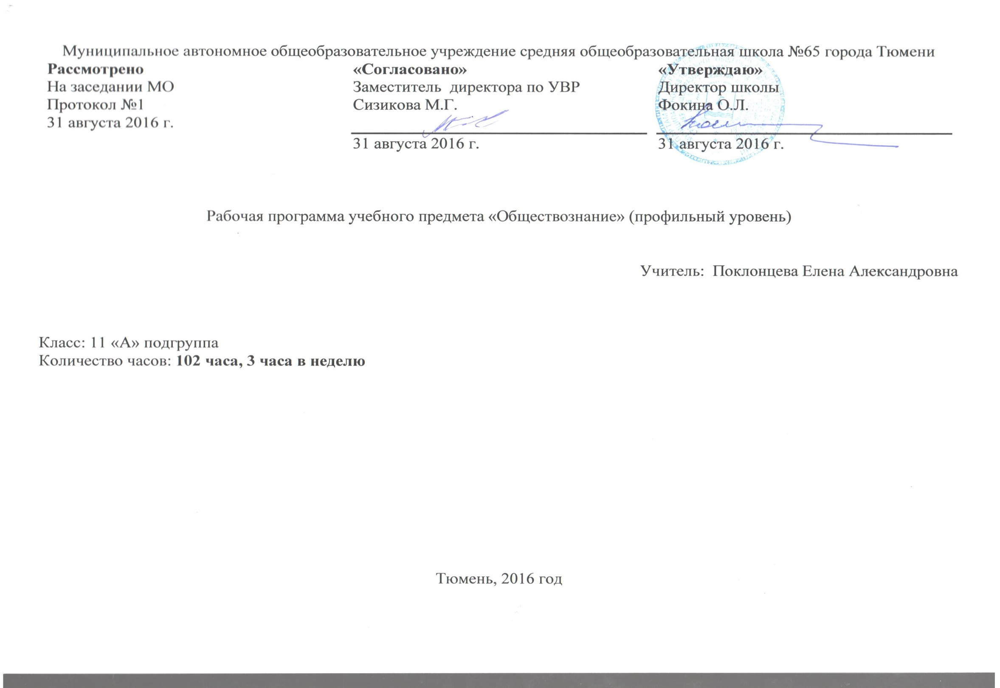 Муниципальное автономное общеобразовательное учреждение средняя общеобразовательная школа №65 города Тюмени
Рассмотрено
На заседании МО
Протокол №1
31 августа 2016 г.
«Согласовано»
Заместитель директора по УВР
Сизикова М.Г.
31 августа 2016 г.
«Утверждаю»
Директор школы
Фокина О.Л.
31 августа 2016 г.
Рабочая программа учебного предмета «Обществознание» (профильный уровень)
Учитель: Поклонцева Елена Александровна
Класс: 11 «А» подгруппа
Количество часов: 102 часа, 3 часа в неделю
Тюмень, 2016 год